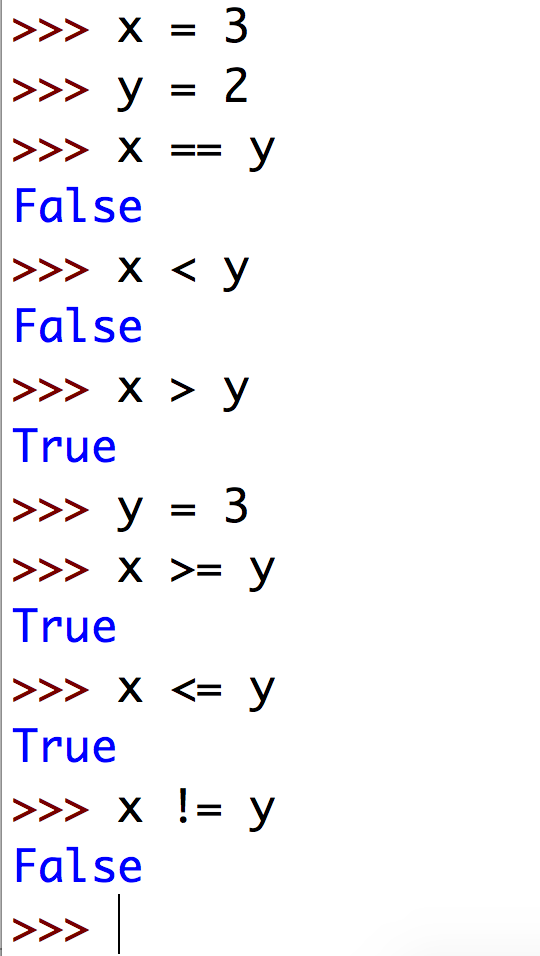 >>> x = 3
>>> y = 2
>>> x == y
False
>>> x < y
False
>>> x > y
True
>>> y = 3
>>> x >= y
True
>>> x <= y
True
>>> x != y
False
>>>